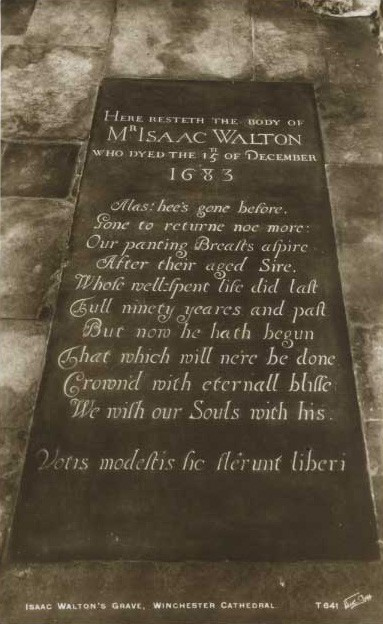 HERE RESTETH THE BODY OF
Mᴿ ISAAC WALTON
WHO DYED THE 15ᵀᴴ OF DECEMBER
1683
Alas: hee's gone before.
Gone to returne noe more:
Our panting Breasts aspire
After their aged Sire.
Whose well-spent life did last
Full ninety yeares and past
But now he hath begun
That which will nere be done
Crown'd with eternall blisse
We wish our Souls with his.
Votis modestis sic flêrunt liberi
ISAAC WALTON'S GRAVE, WINCHESTER CATHEDRAL. T 641